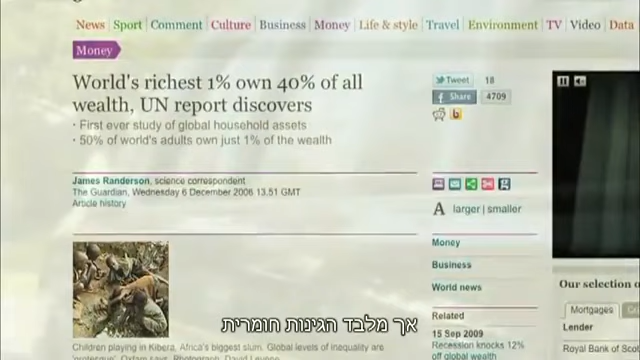 News Sport Comment Culture Business Money Life & style Travel Environment TV Video Data
Money
World's richest 1% own 40% of all
wealth, UN report discovers
· First ever study of global household assets
· 50% of world's adults own just 1% of the wealth
Tweet 18
Share 4709
James Randerson, science correspondent
The Guardian, Wednesday 6 December 2006 13.51 GMT
Article history
A larger | smaller
Money
Business
World news
Related
15 Sep 2009
Recession knocks 12%
off global wealth
Our selection o
Mortgages
Lender
Royal Bank of Sco
אך מלבד הגינות חומרית
Children playing in Kibera, Africa's biggest slum. Global levels of inequality are